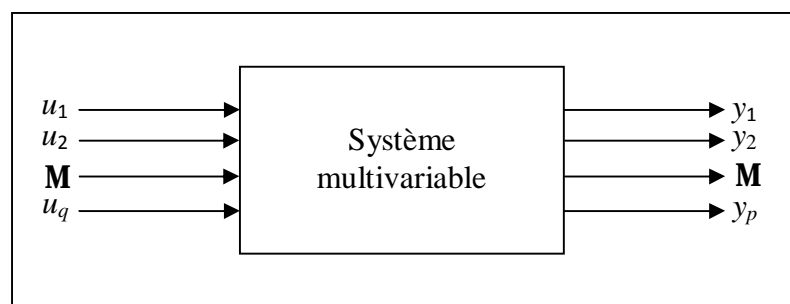 u1
u2
M
uq
Système
multivariable
y1
y2
M
yp